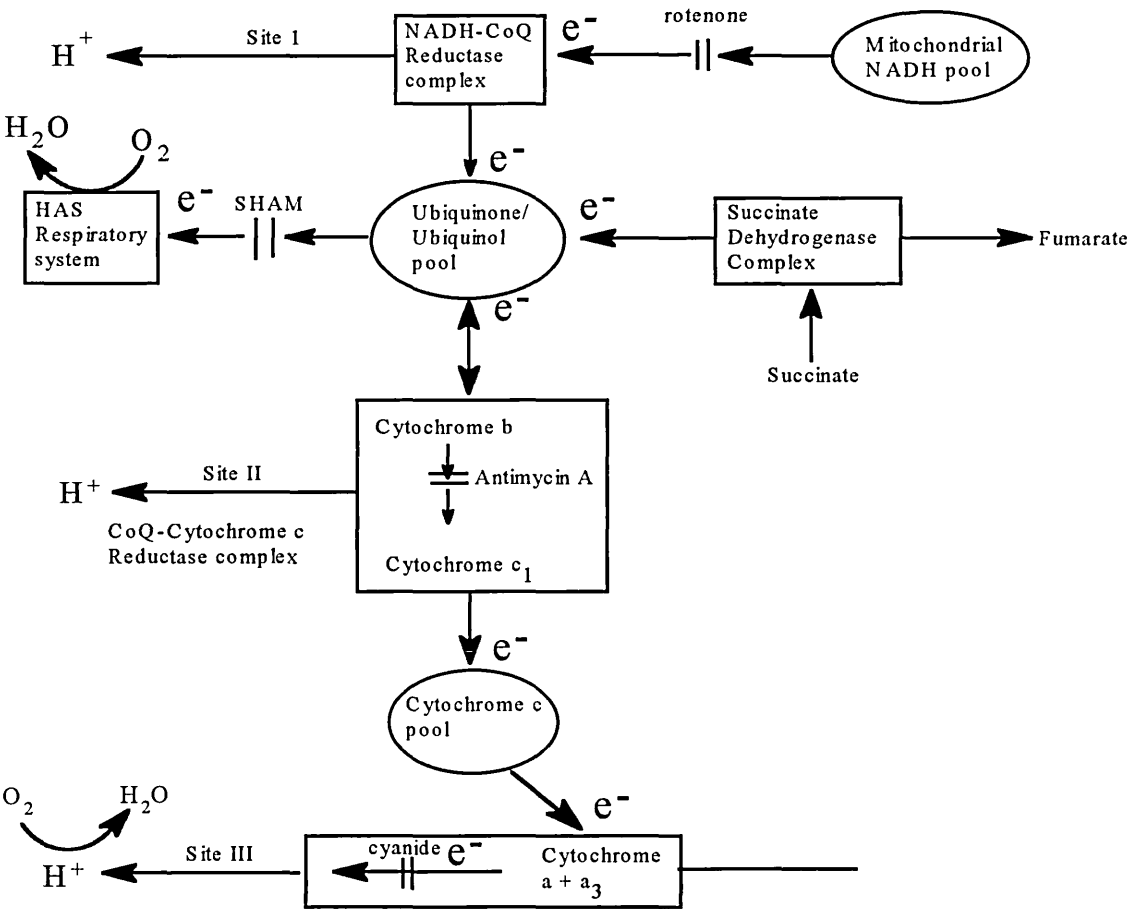 rotenone
H+
Site 1
NADH-CoQ
Reductase
complex
e-
Mitochondrial
NADH pool
H2O
O2
e-
HAS
Respiratory
system
e-
SHAM
Ubiquinone/
Ubiquinol
pool
e-
Succinate
Dehydrogenase
Complex
Fumarate
e-
Succinate
Cytochrome b
Antimycin A
Site II
H+
CoQ-Cytochrome c
Reductase complex
Cytochrome c1
e-
Cytochrome c
pool
O2
H2O
e-
Site III
H+
cyanide
e-
Cytochrome
a + a3